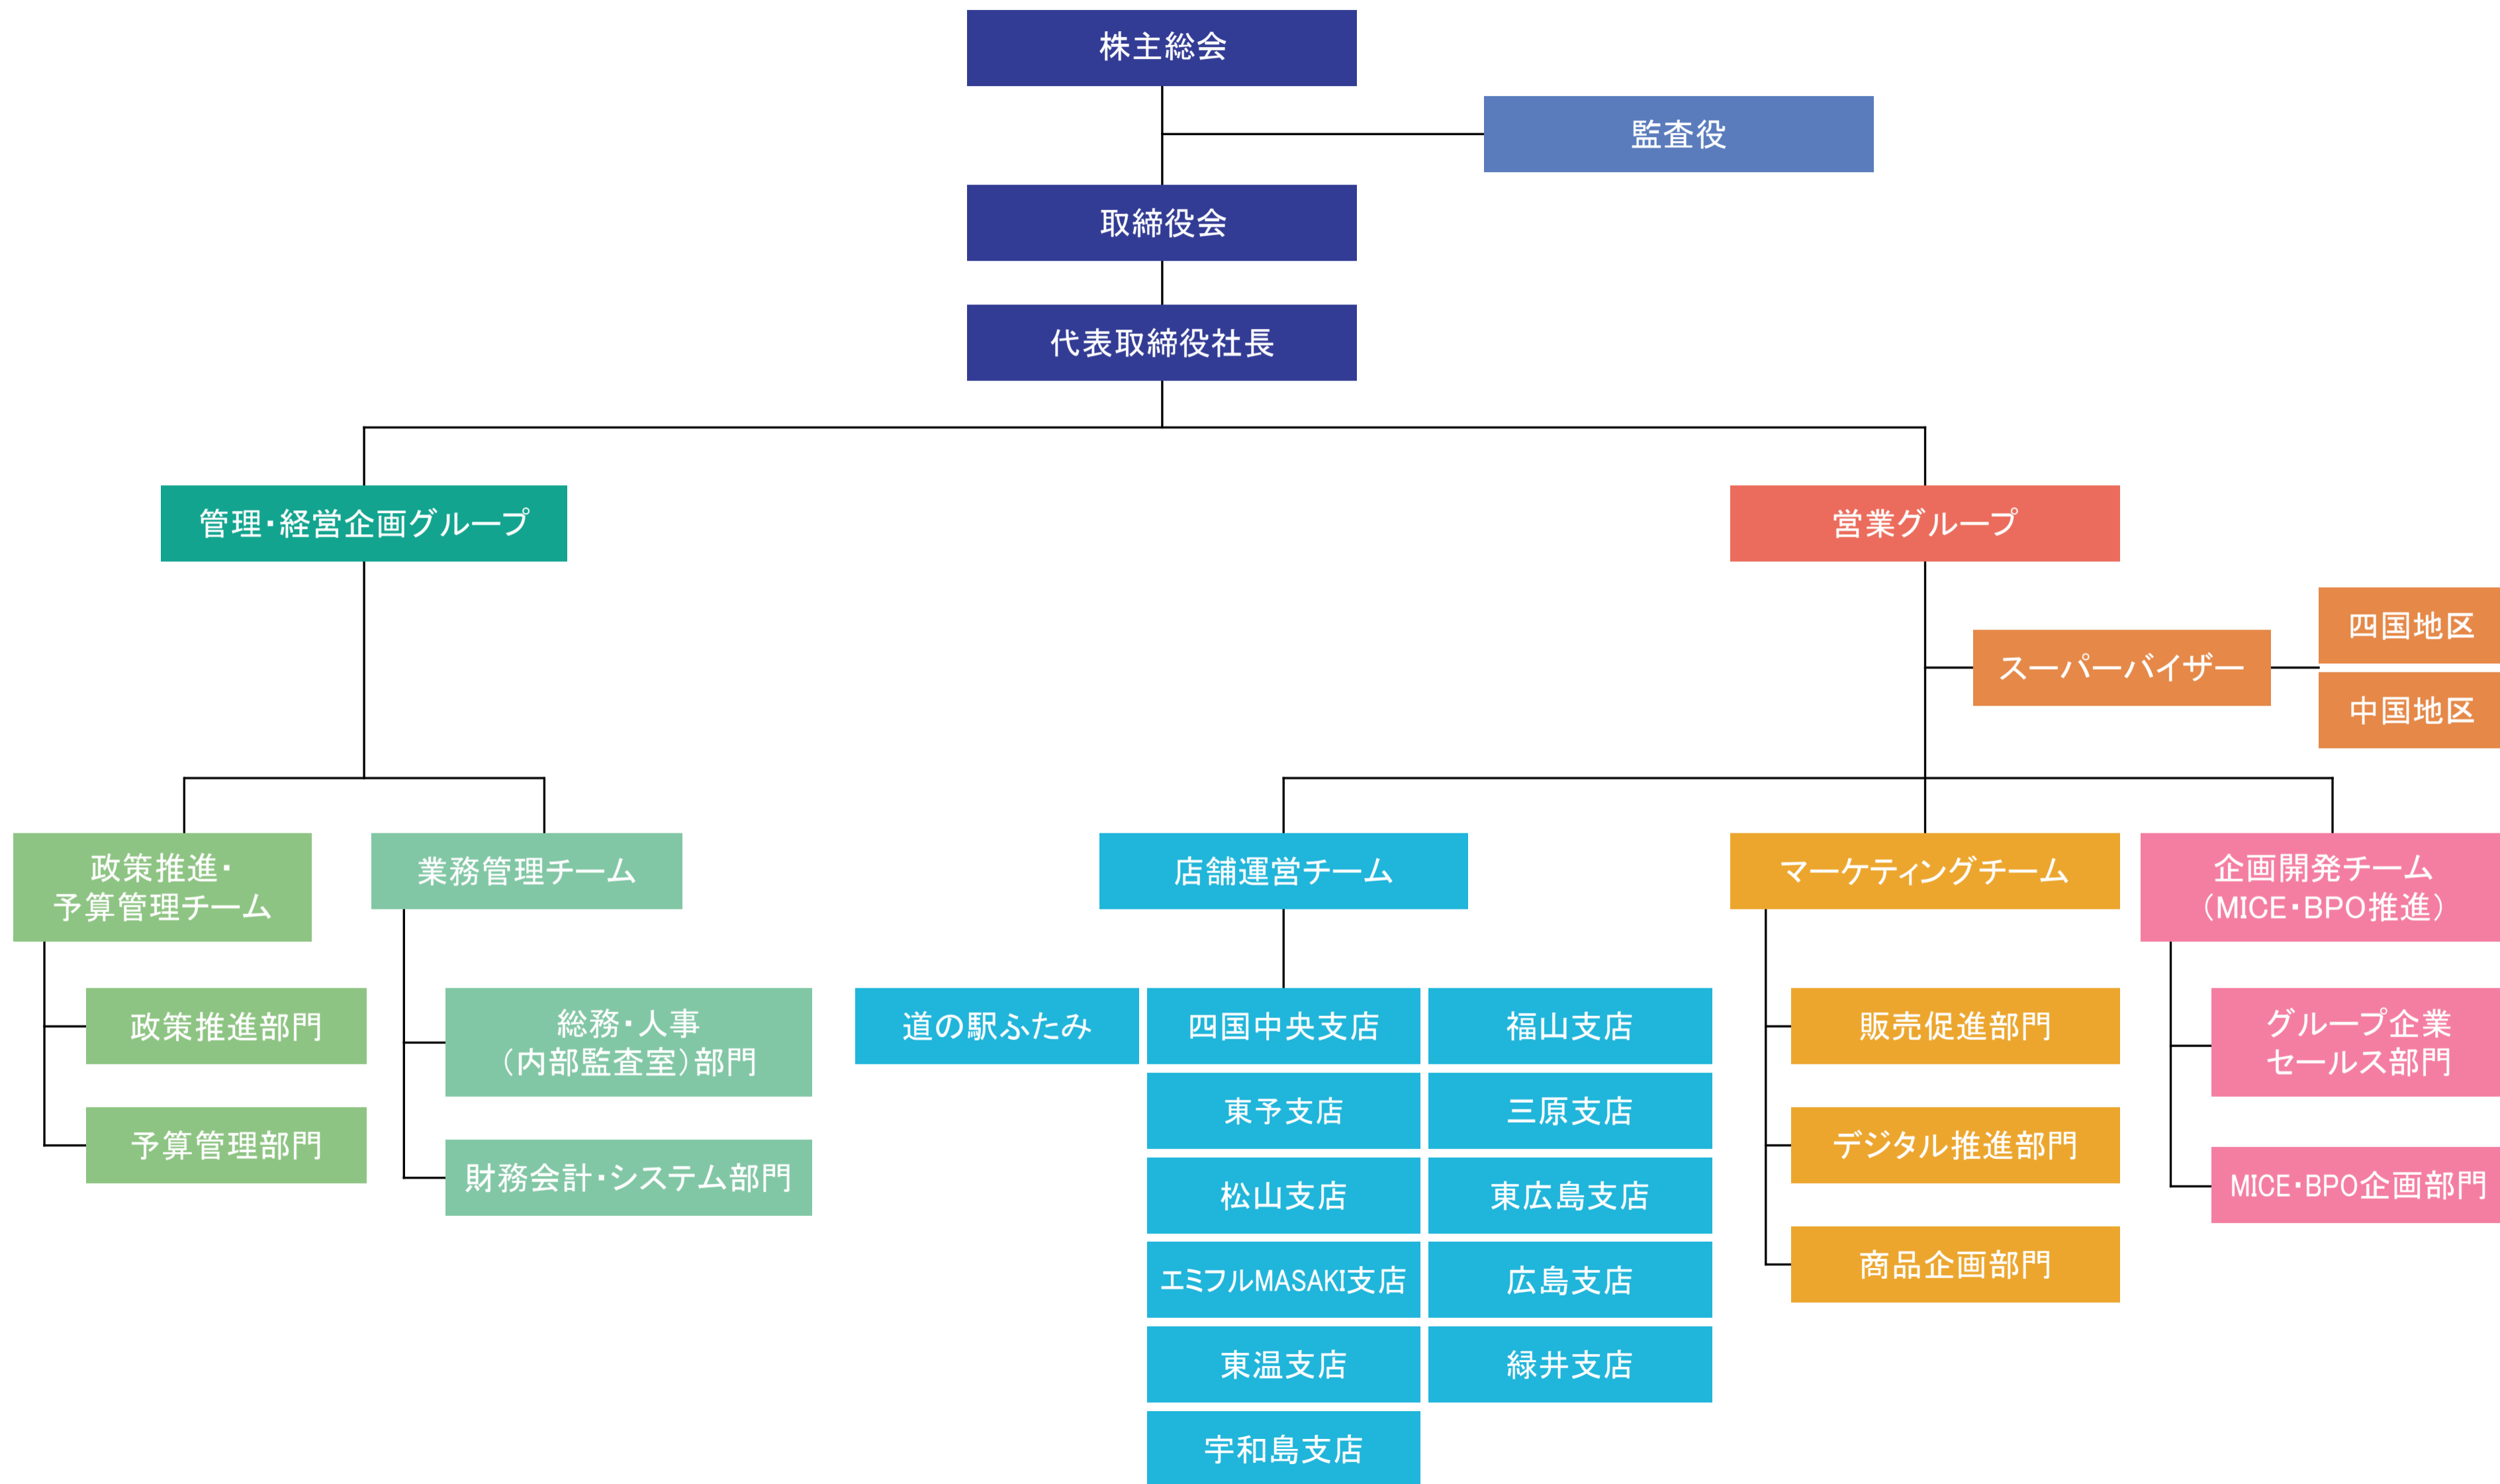 株主総会
監査役
取締役会
代表取締役社長
管理・経営企画グループ
営業グループ
スーパーバイザー
四国地区
中国地区
政策推進・
予算管理チーム
業務管理チーム
店舗運営チーム
マーケティングチーム
企画開発チーム
（MICE・BPO推進）
政策推進部門
予算管理部門
総務・人事
（内部監査室）部門
財務会計・システム部門
道の駅ふたみ
四国中央支店
東予支店
松山支店
エミフルMASAKI支店
東温支店
宇和島支店
福山支店
三原支店
東広島支店
広島支店
緑井支店
販売促進部門
デジタル推進部門
商品企画部門
グループ企業
セールス部門
MICE・BPO企画部門